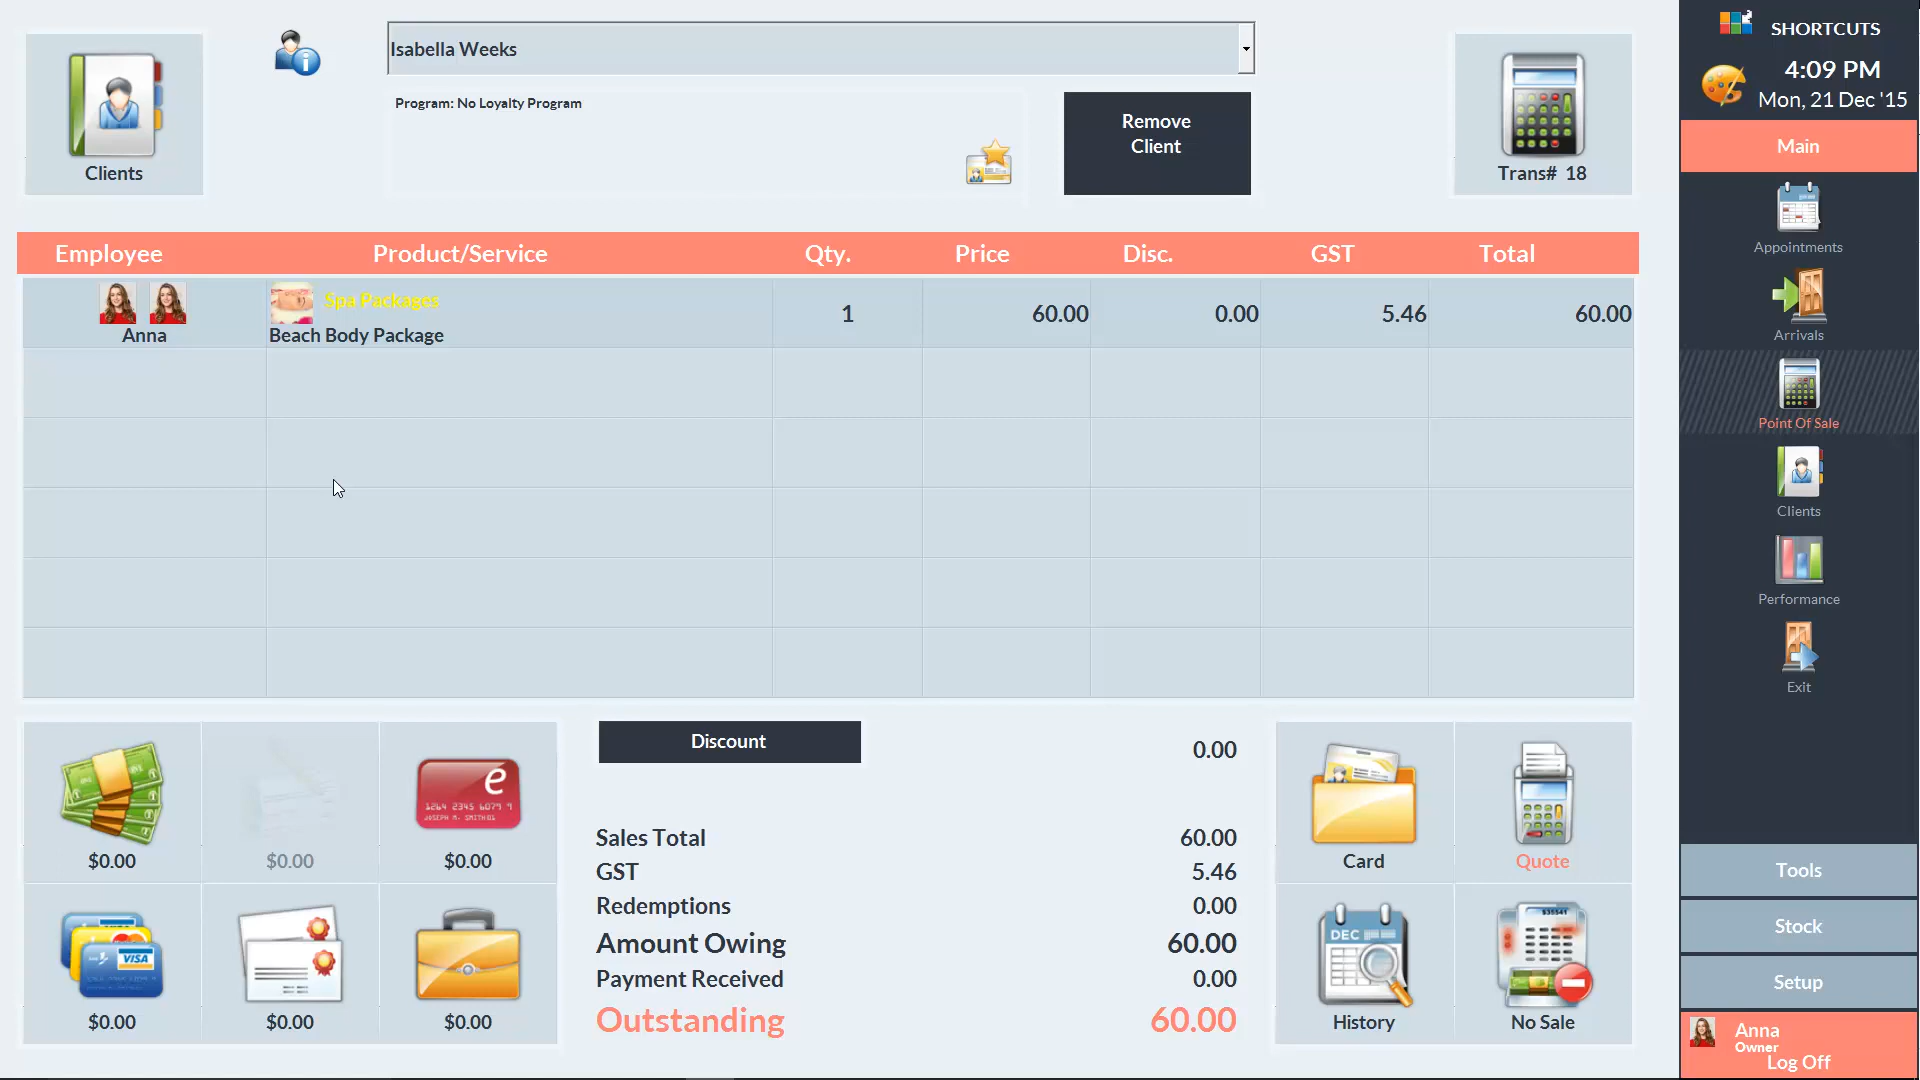 Clients
Isabella Weeks
Program: No Loyalty Program
Remove
Client
Trans#  18
SHORTCUTS
4:09 PM
Mon, 21 Dec '15
Main
Appointments
Arrivals
Point Of Sale
Clients
Performance
Exit
Tools
Stock
Setup
Anna
Owner
Log Off
Employee Product/Service Qty. Price Disc. GST Total
Spa Packages
Anna Beach Body Package 1 60.00 0.00 5.46 60.00
$0.00 $0.00 $0.00
VISA
$0.00 $0.00 $0.00
Discount 0.00
Sales Total 60.00
GST 5.46
Redemptions 0.00
Amount Owing 60.00
Payment Received 0.00
Outstanding 60.00
Card Quote
DEC
History No Sale